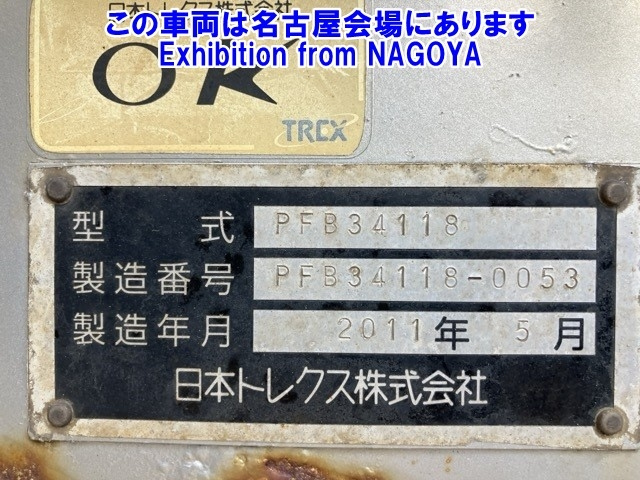 この車両は名古屋会場にあります
Exhibition from NAGOYA
日本トレクス株式会社
OK
TREX
型 式 PFB34118
製造番号 PFB34118-0053
製造年月 2011年 5月
日本トレクス株式会社